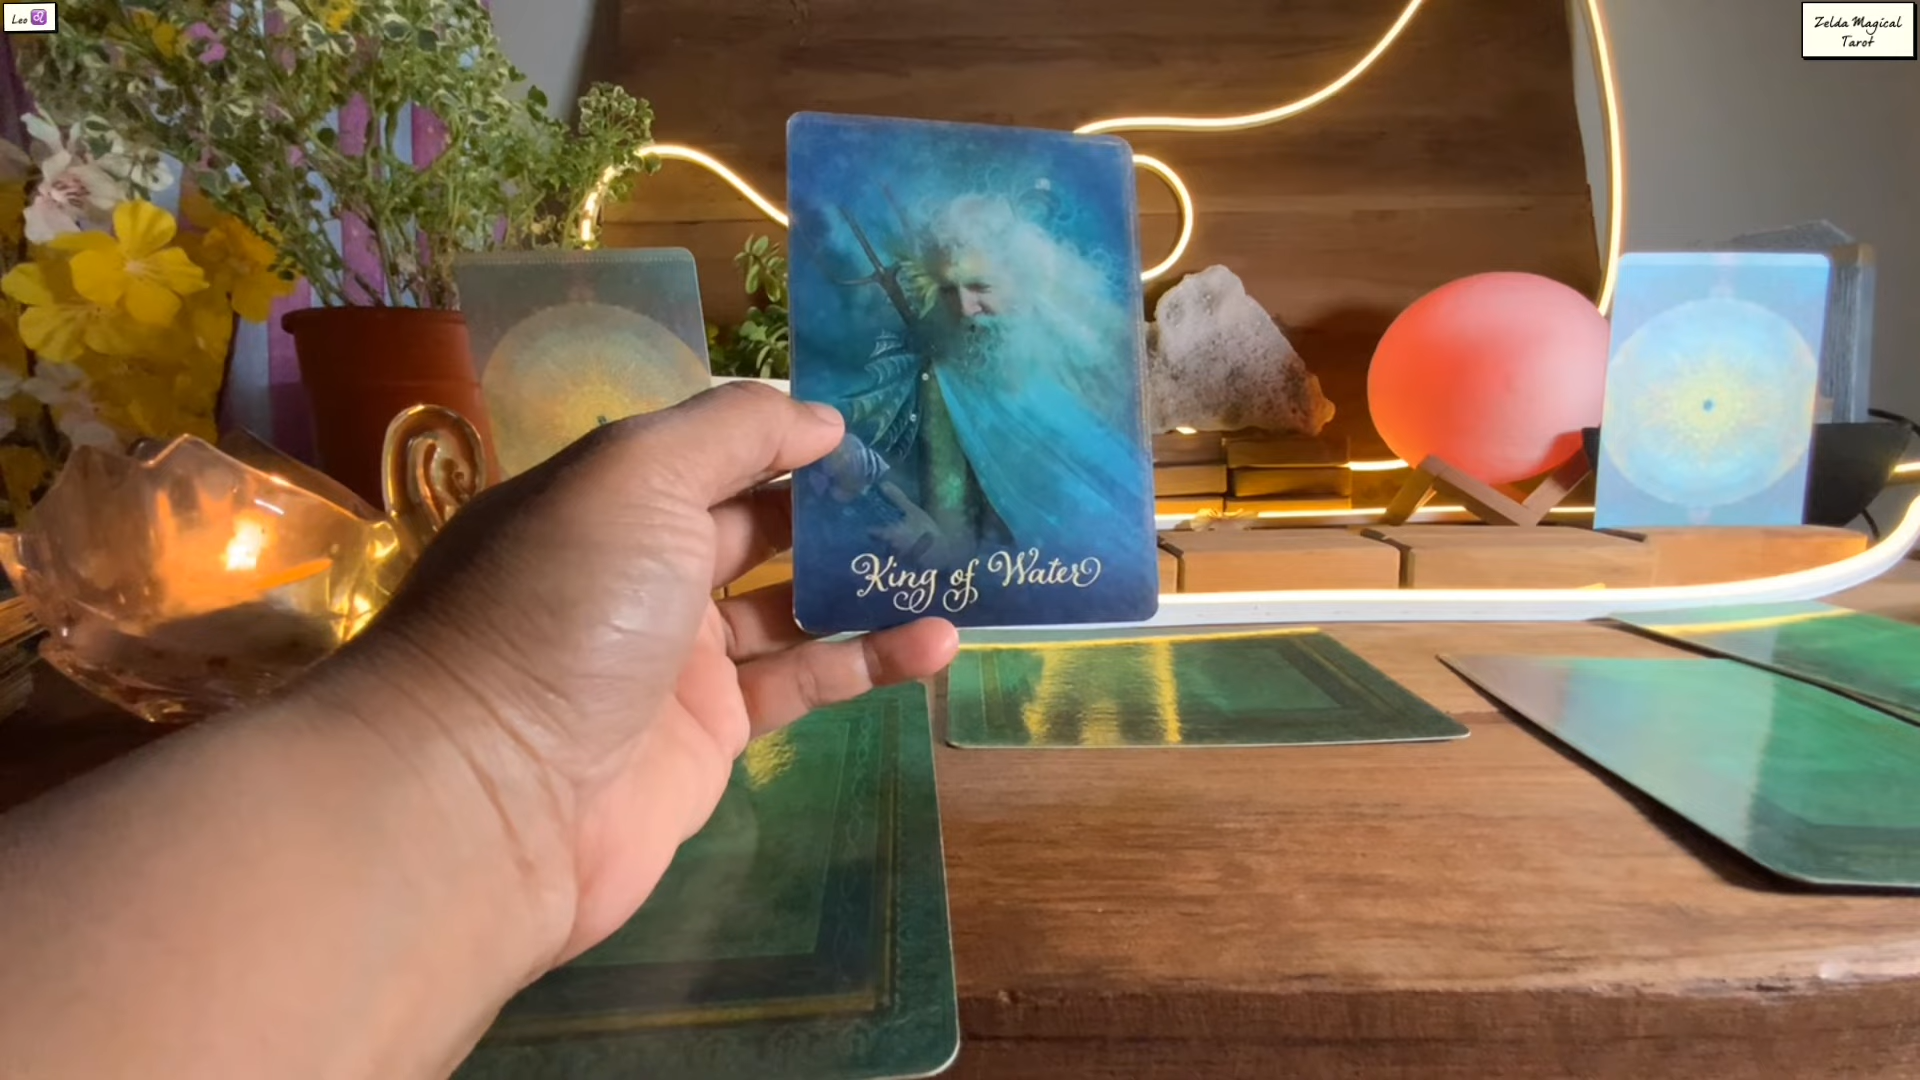 Leo ♌
Zelda Magical
Tarot
King of Water